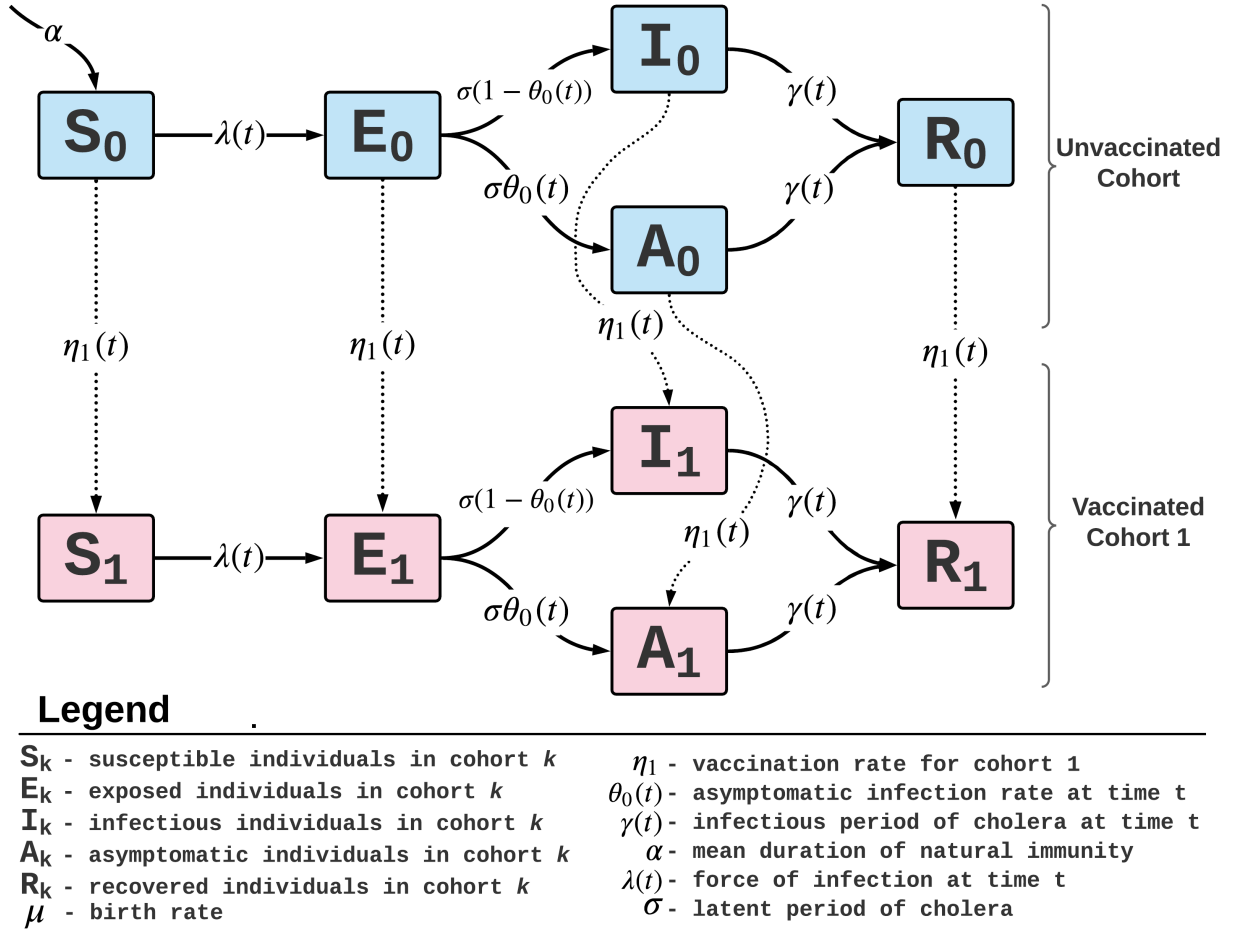 α
S₀
λ(t)
E₀
σ(1 − θ₀(t))
σθ₀(t)
I₀
A₀
γ(t)
γ(t)
R₀
Unvaccinated
Cohort
η₁(t)
η₁(t)
η₁(t)
η₁(t)
η₁(t)
S₁
λ(t)
E₁
σ(1 − θ₀(t))
σθ₀(t)
I₁
A₁
γ(t)
γ(t)
R₁
Vaccinated
Cohort 1
Legend
.
Sₖ - susceptible individuals in cohort k
Eₖ - exposed individuals in cohort k
Iₖ - infectious individuals in cohort k
Aₖ - asymptomatic individuals in cohort k
Rₖ - recovered individuals in cohort k
μ - birth rate
η₁ - vaccination rate for cohort 1
θ₀(t) - asymptomatic infection rate at time t
γ(t) - infectious period of cholera at time t
α - mean duration of natural immunity
λ(t) - force of infection at time t
σ - latent period of cholera